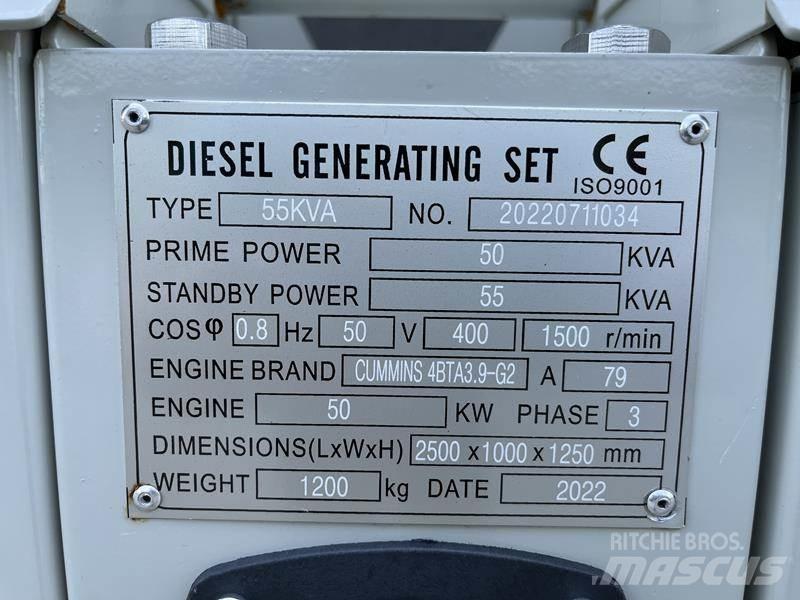 DIESEL GENERATING SET CE
ISO9001
TYPE 55KVA NO. 20220711034
PRIME POWER 50 KVA
STANDBY POWER 55 KVA
COSφ 0.8 Hz 50 V 400 1500 r/min
ENGINE BRAND CUMMINS 4BTA3.9-G2 A 79
ENGINE 50 KW PHASE 3
DIMENSIONS(LxWxH) 2500 x1000 x1250 mm
WEIGHT 1200 kg DATE 2022
RITCHIE BROS.
MASCUS